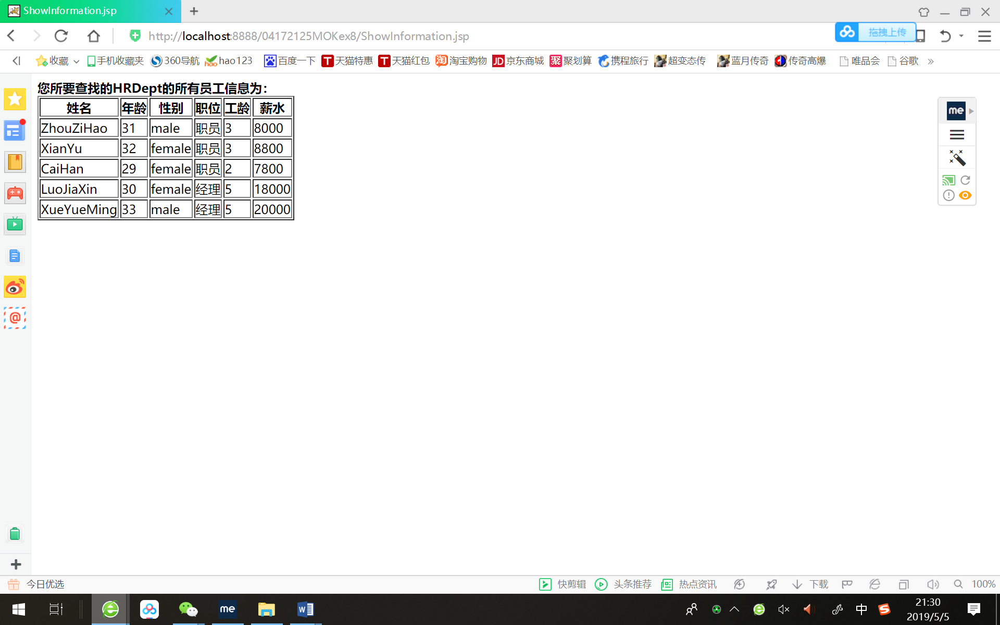 ShowInformation.jsp
http://localhost:8888/04172125MOKex8/ShowInformation.jsp
拖拽上传
收藏 手机收藏夹 360导航 hao123 百度一下 天猫特惠 天猫红包 淘宝购物 京东商城 聚划算 携程旅行 超变态传 蓝月传奇 传奇高爆 唯品会 谷歌 »
您所要查找的HRDept的所有员工信息为：
姓名 年龄 性别 职位 工龄 薪水
ZhouZiHao 31 male 职员 3 8000
XianYu 32 female 职员 3 8800
CaiHan 29 female 职员 2 7800
LuoJiaXin 30 female 经理 5 18000
XueYueMing 33 male 经理 5 20000
me
今日优选 快剪辑 头条推荐 热点资讯 下载 100%
me 中 21:30
2019/5/5